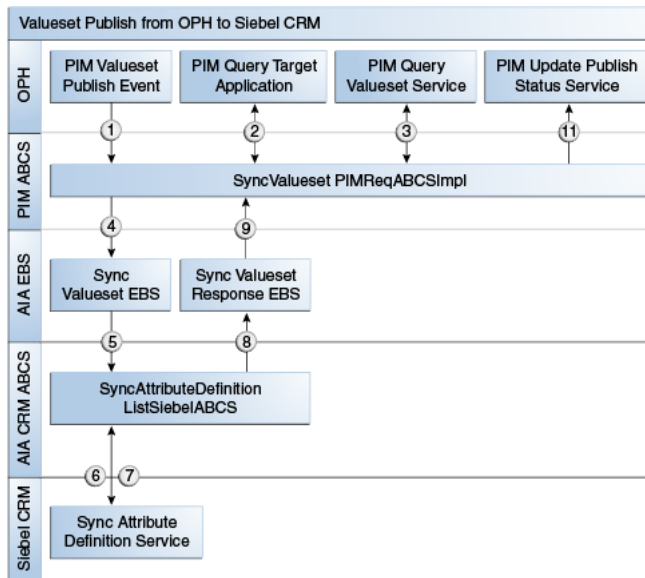 Valueset Publish from OPH to Siebel CRM
OPH
PIM Valueset
Publish Event
PIM Query Target
Application
PIM Query
Valueset Service
PIM Update Publish
Status Service
1
2
3
11
PIM ABCS
SyncValueset PIMReqABCSImpl
4
9
AIA EBS
Sync
Valueset EBS
Sync Valueset
Response EBS
5
8
AIA CRM ABCS
SyncAttributeDefinition
ListSiebelABCS
6
7
Siebel CRM
Sync Attribute
Definition Service